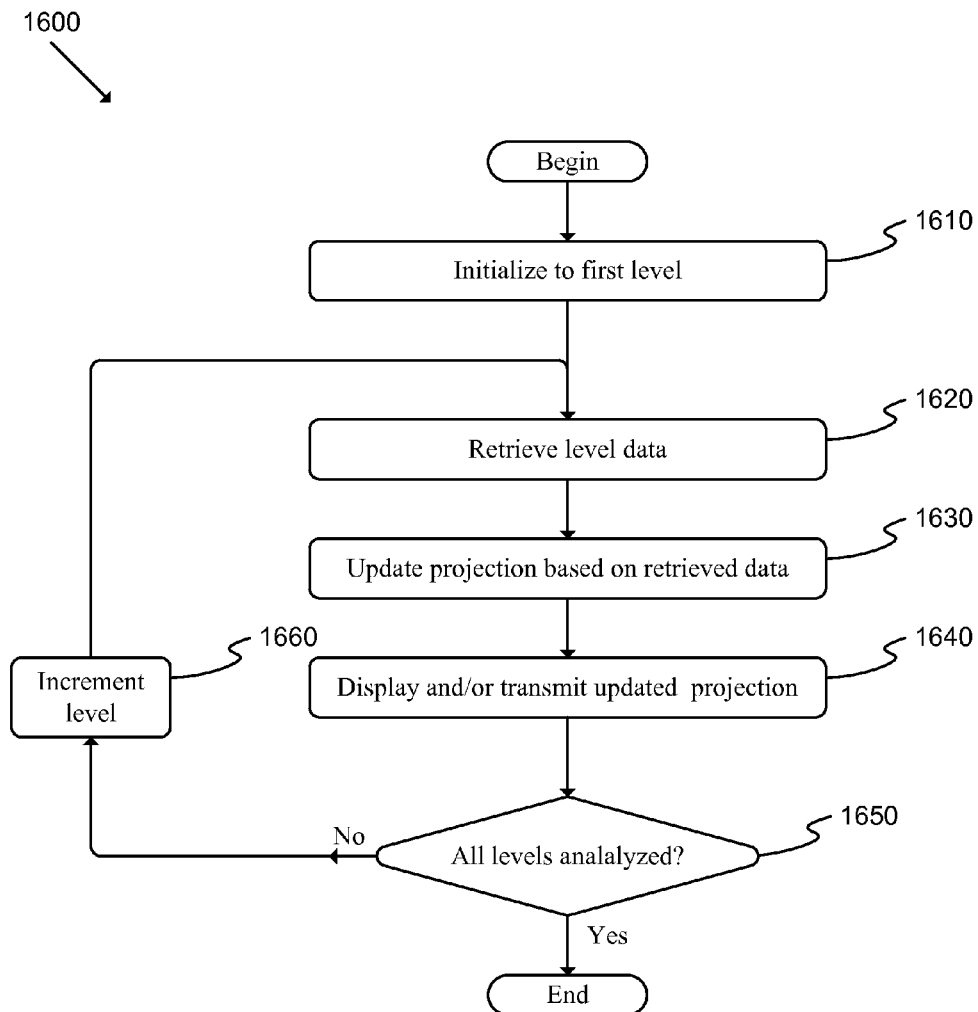 1600
Begin
1610
Initialize to first level
1620
Retrieve level data
1630
Update projection based on retrieved data
1640
Display and/or transmit updated projection
1660
Increment
level
1650
All levels analalyzed?
No
Yes
End